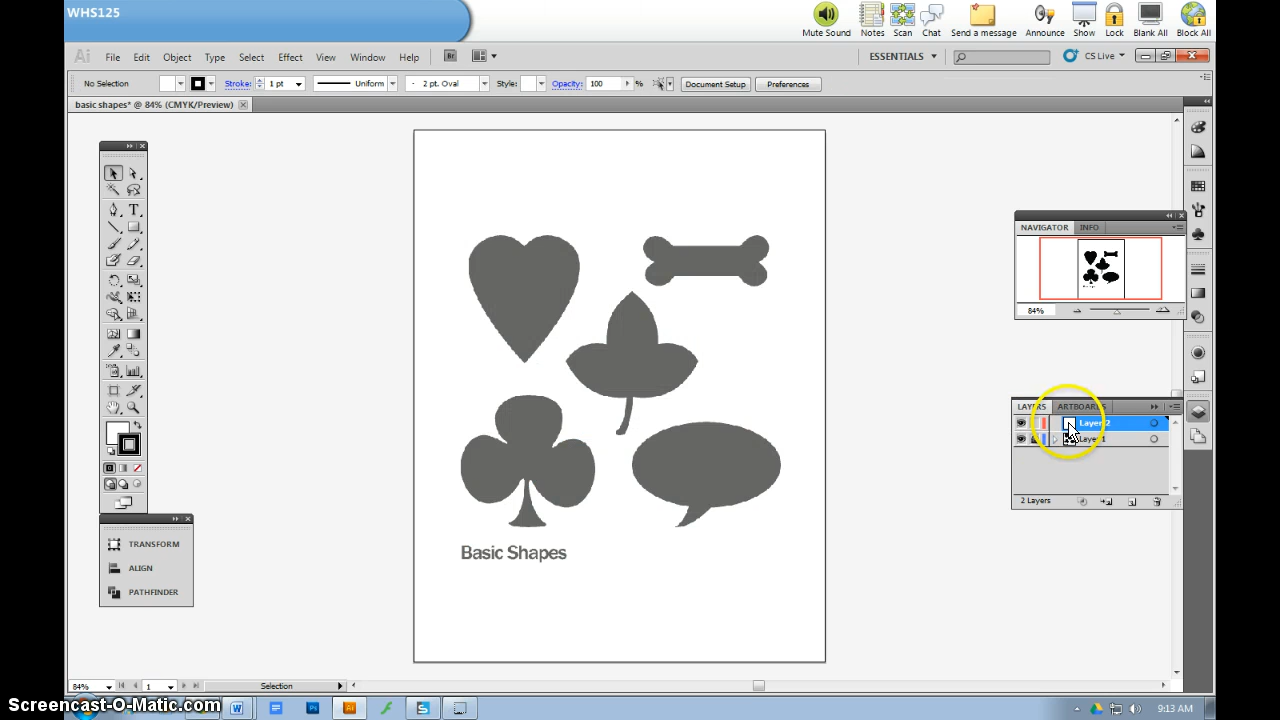 WHS125
Mute Sound
Notes
Scan
Chat
Send a message
Announce
Show
Lock
Blank All
Block All
Ai
File
Edit
Object
Type
Select
Effect
View
Window
Help
Br
ESSENTIALS
CS Live
No Selection
Stroke:
1 pt
Uniform
2 pt. Oval
Style:
Opacity:
100
%
Document Setup
Preferences
basic shapes* @ 84% (CMYK/Preview)
NAVIGATOR
INFO
84%
LAYERS
ARTBOARDS
Layer 2
Layer 1
2 Layers
TRANSFORM
ALIGN
PATHFINDER
Basic Shapes
84%
1
Selection
Screencast-O-Matic.com
9:13 AM